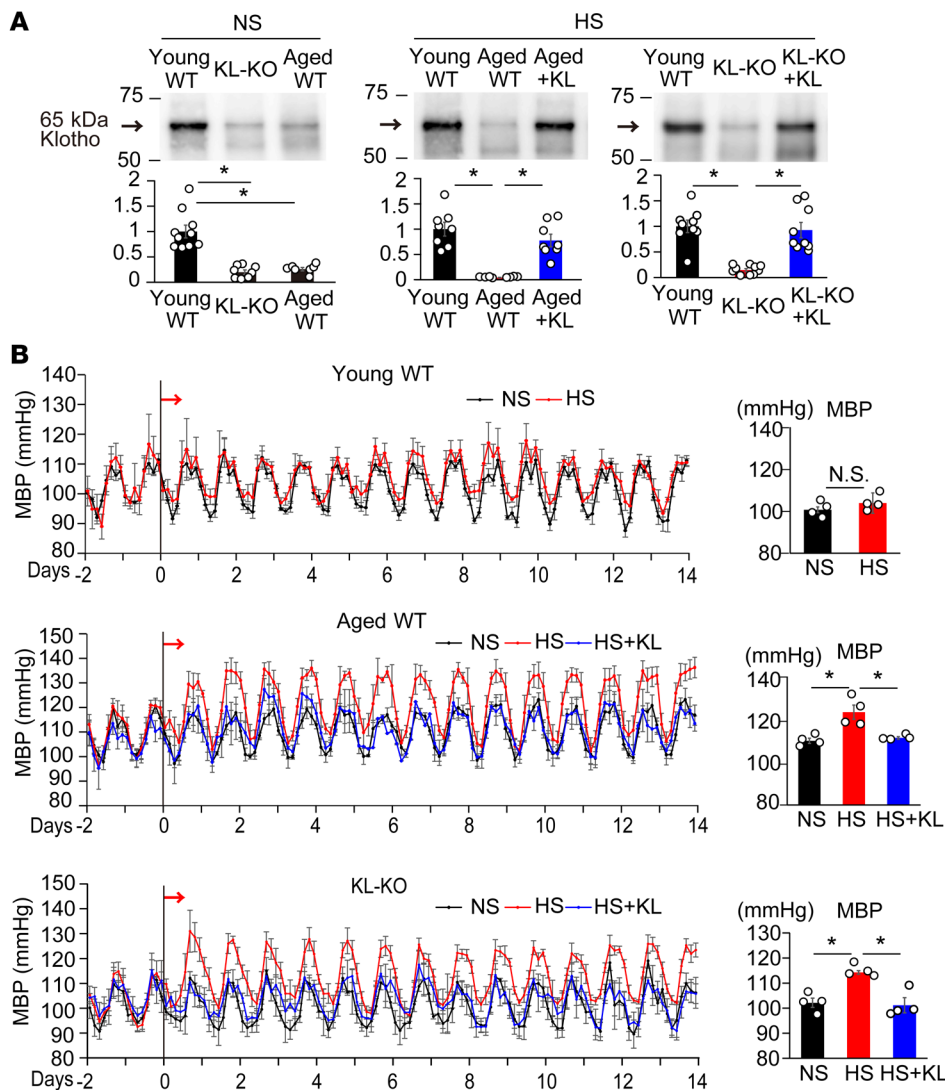 A
NS
HS
Young WT KL-KO Aged WT
Young WT Aged WT Aged +KL
Young WT KL-KO KL-KO +KL
75
65 kDa Klotho
50
75
50
75
50
* *
* *
* *
2
1.5
1
0.5
0
2
1.5
1
0.5
0
2
1.5
1
0.5
0
Young WT KL-KO Aged WT
Young WT Aged WT Aged +KL
Young WT KL-KO KL-KO +KL
B
Young WT
NS HS
MBP (mmHg)
140
130
120
110
100
90
80
Days -2 0 2 4 6 8 10 12 14
(mmHg) MBP
140
120
100
80
N.S.
NS HS
Aged WT
NS HS HS+KL
MBP (mmHg)
150
140
130
120
110
100
90
80
Days -2 0 2 4 6 8 10 12 14
(mmHg) MBP
140
120
100
80
* *
NS HS HS+KL
KL-KO
NS HS HS+KL
MBP (mmHg)
150
140
130
120
110
100
90
80
Days -2 0 2 4 6 8 10 12 14
(mmHg) MBP
130
120
110
100
90
80
* *
NS HS HS+KL